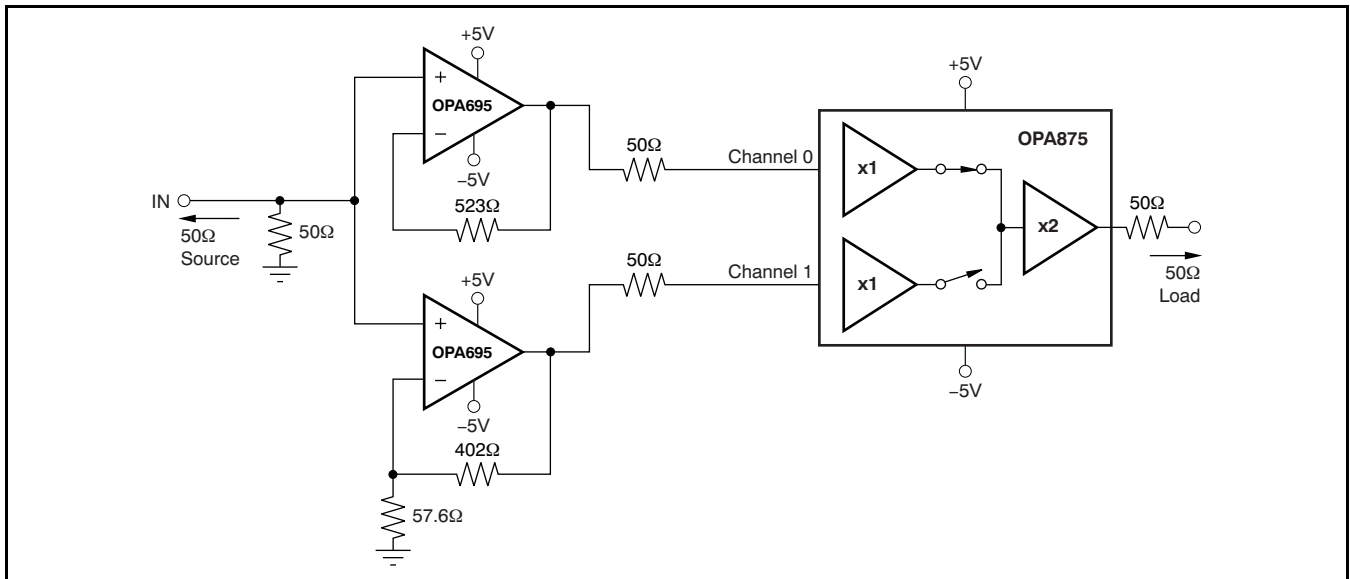 +5V
+
OPA695
−
−5V
523Ω
IN
50Ω
Source
50Ω
50Ω
Channel 0
+5V
+
OPA695
−
−5V
402Ω
57.6Ω
50Ω
Channel 1
+5V
OPA875
x1
x1
x2
−5V
50Ω
50Ω
Load